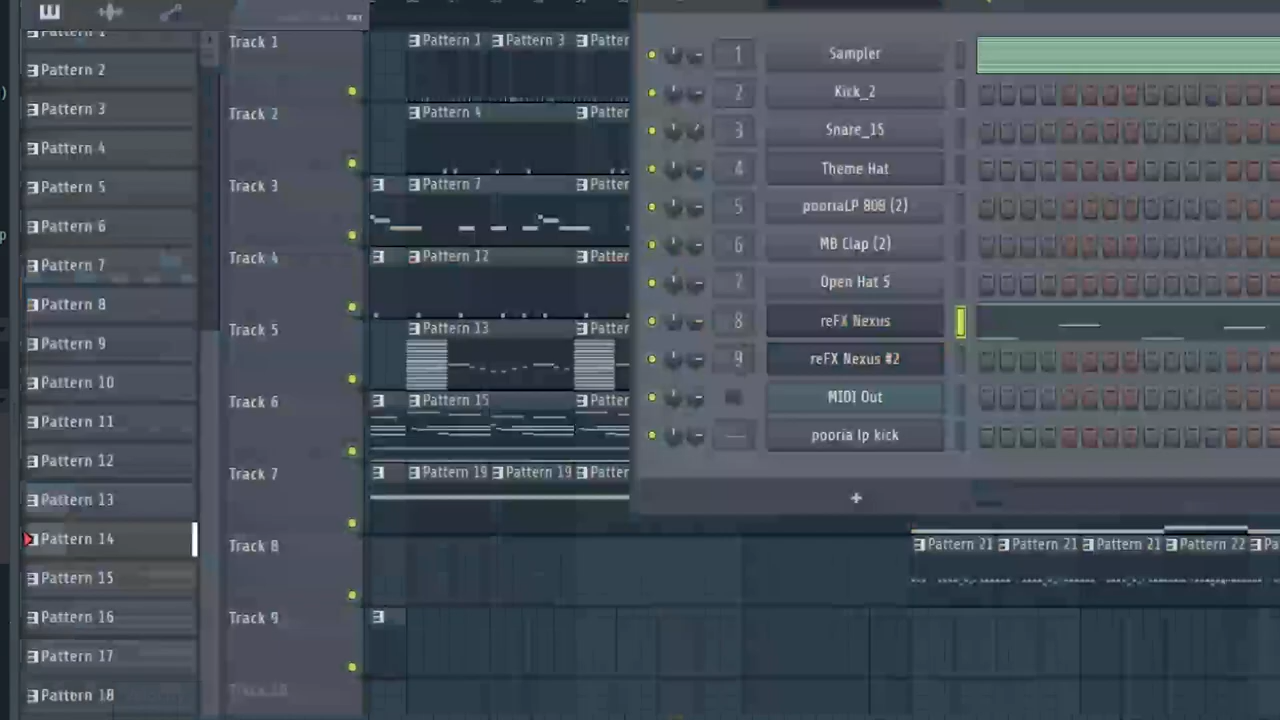 Pattern 1
Pattern 2
Pattern 3
Pattern 4
Pattern 5
Pattern 6
Pattern 7
Pattern 8
Pattern 9
Pattern 10
Pattern 11
Pattern 12
Pattern 13
Pattern 14
Pattern 15
Pattern 16
Pattern 17
Pattern 18
Track 1
Track 2
Track 3
Track 4
Track 5
Track 6
Track 7
Track 8
Track 9
Track 10
Pattern 1 Pattern 3 Patter
Pattern 4 Patter
Pattern 7 Patter
Pattern 12 Patter
Pattern 13 Patter
Pattern 15 Patter
Pattern 19 Pattern 19 Patter
Pattern 21 Pattern 21 Pattern 21 Pattern 22 Pa
1 Sampler
2 Kick_2
3 Snare_15
4 Theme Hat
5 pooriaLP 808 (2)
6 MB Clap (2)
7 Open Hat 5
8 reFX Nexus
9 reFX Nexus #2
MIDI Out
--- pooria lp kick
+